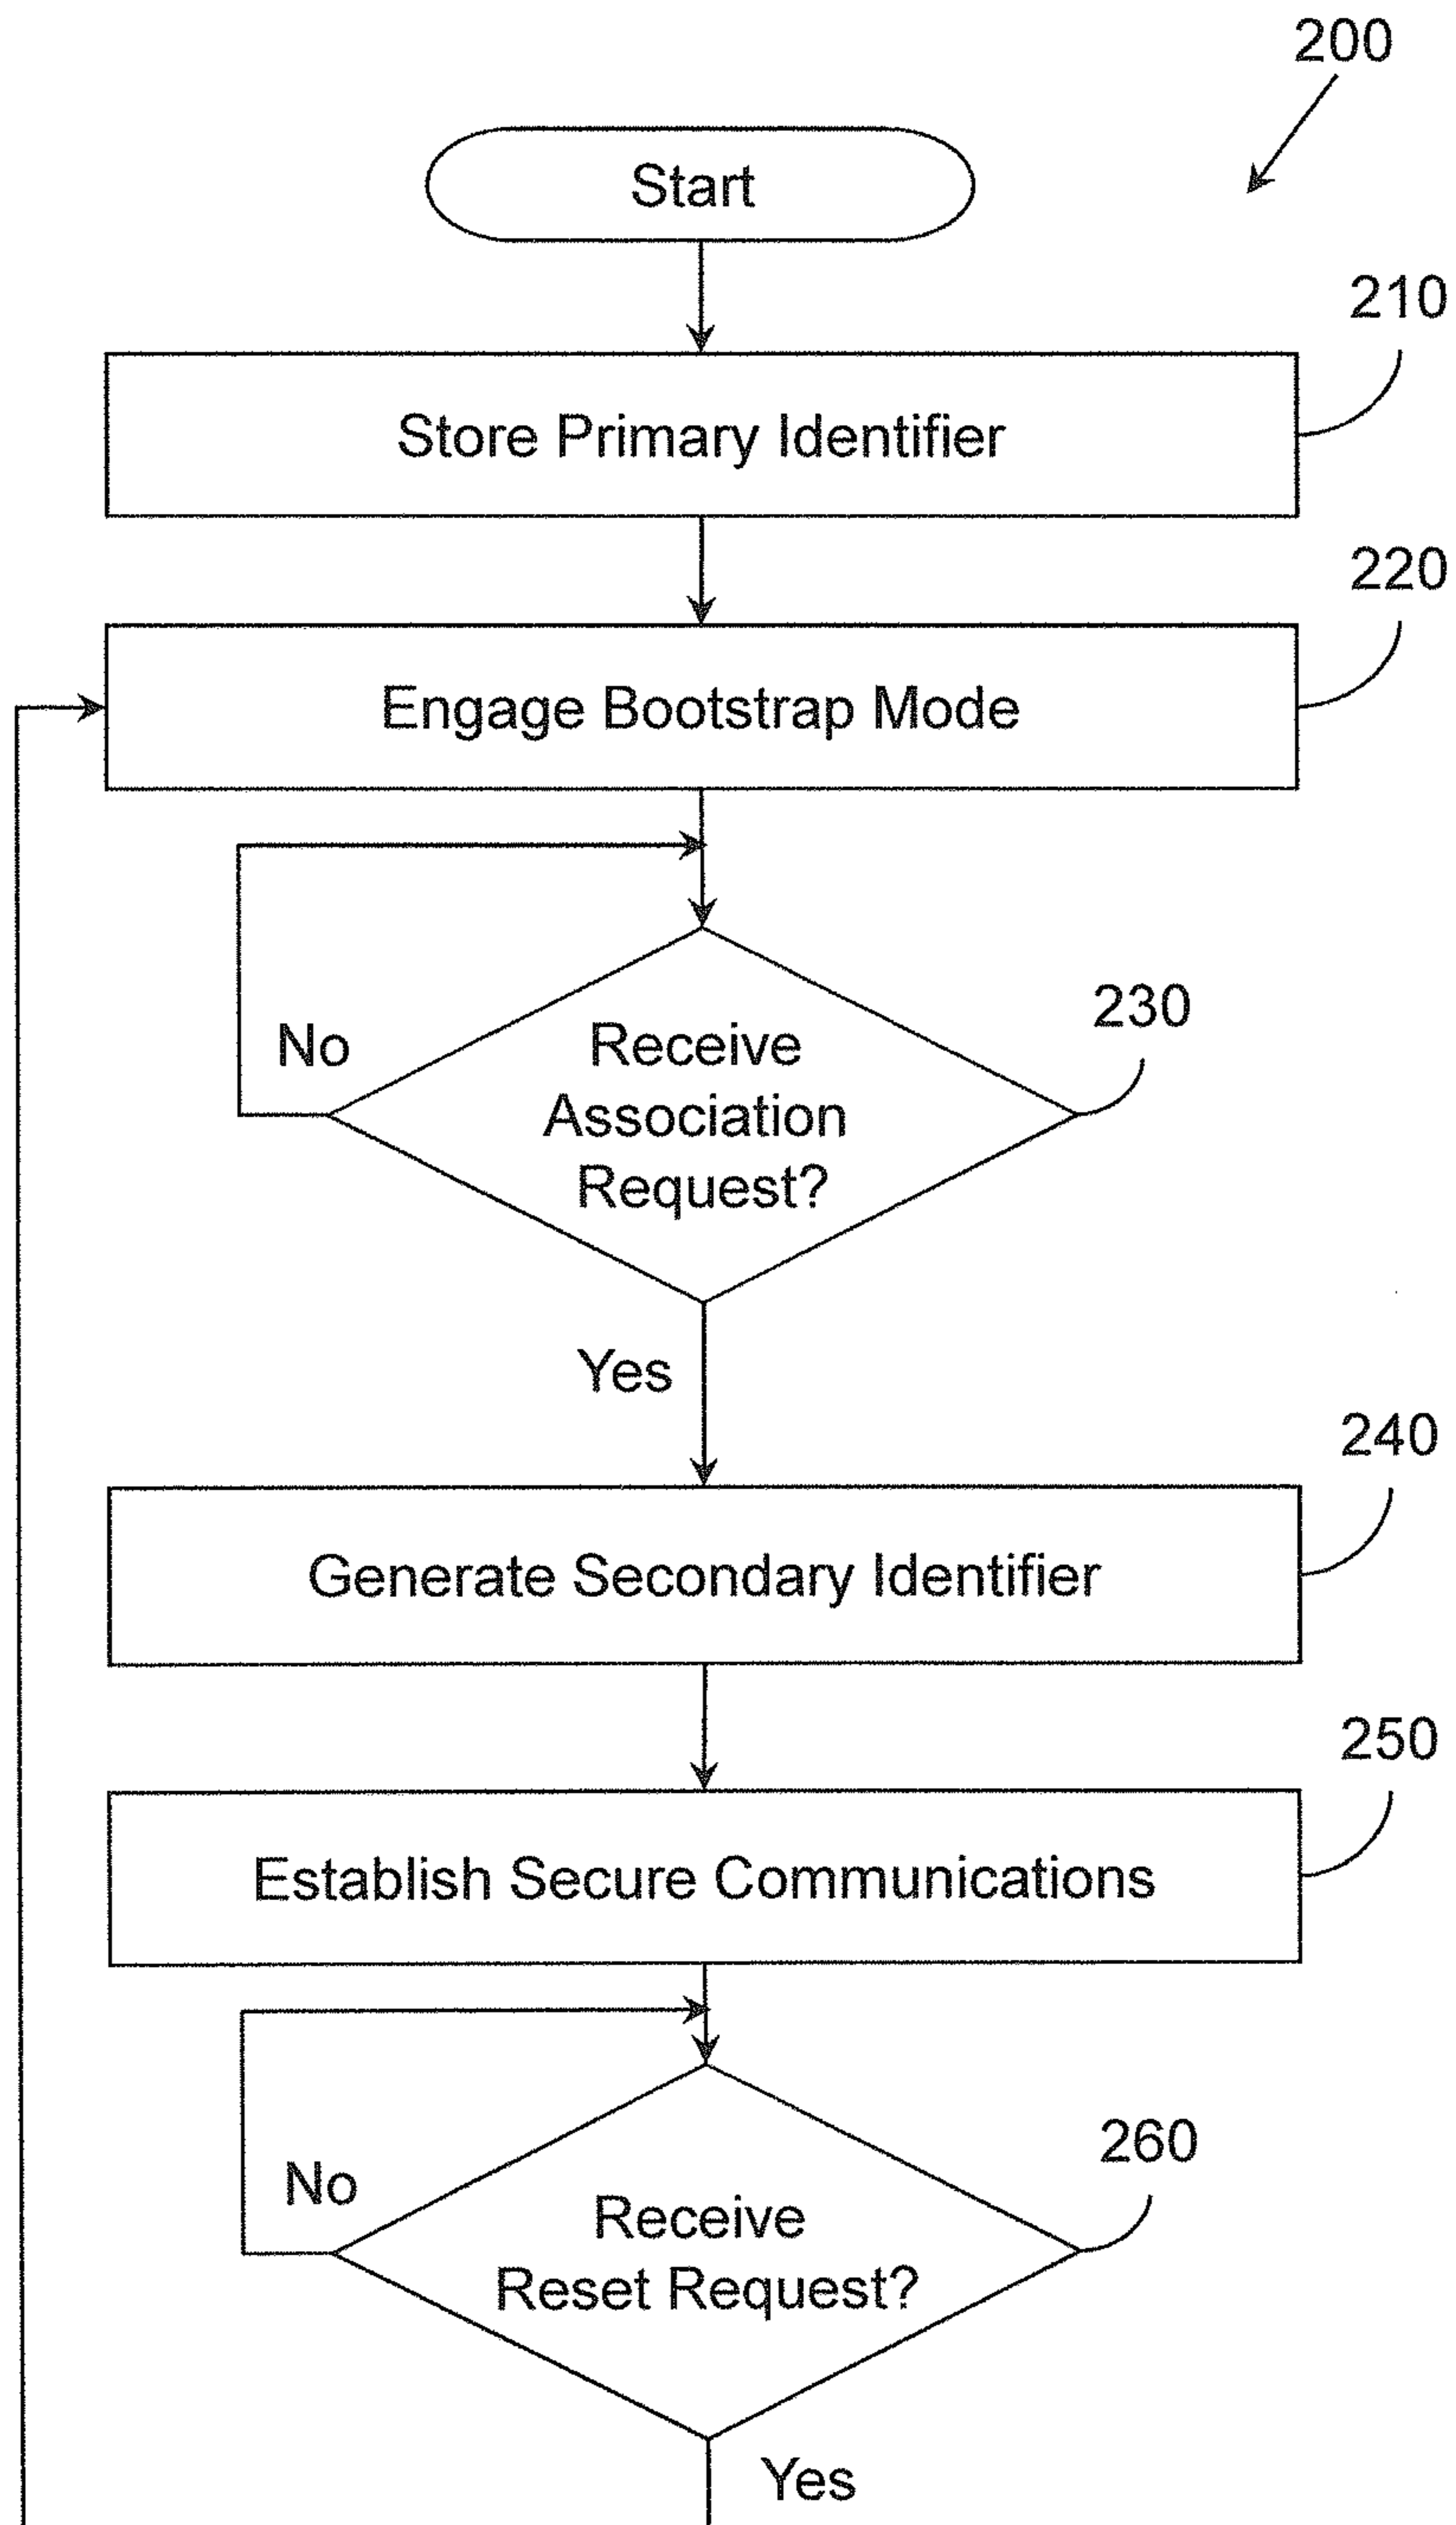 200
Start
210
Store Primary Identifier
220
Engage Bootstrap Mode
230
No
Receive
Association
Request?
Yes
240
Generate Secondary Identifier
250
Establish Secure Communications
260
No
Receive
Reset Request?
Yes